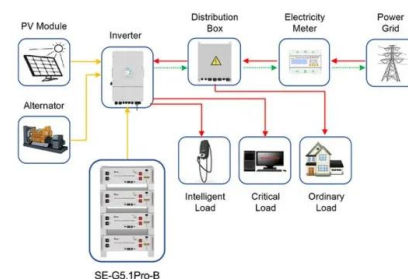 PV Module
Inverter
Distribution
Box
Electricity
Meter
Power
Grid
Alternator
Intelligent
Load
Critical
Load
Ordinary
Load
SE-G5.1Pro-B